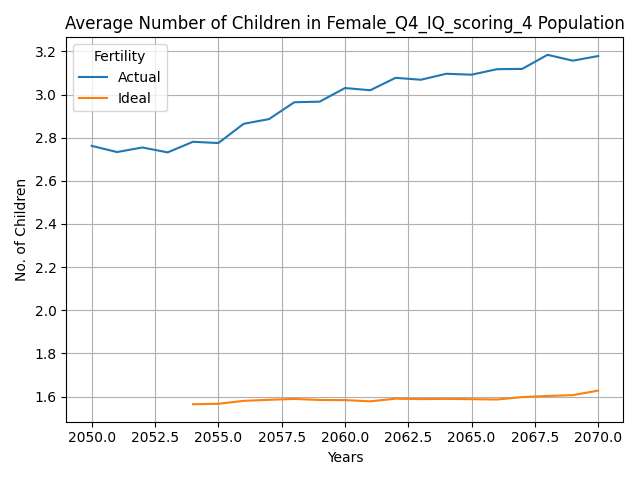 Average Number of Children in Female_Q4_IQ_scoring_4 Population
Fertility
Actual
Ideal
No. of Children
3.2
3.0
2.8
2.6
2.4
2.2
2.0
1.8
1.6
2050.0 2052.5 2055.0 2057.5 2060.0 2062.5 2065.0 2067.5 2070.0
Years